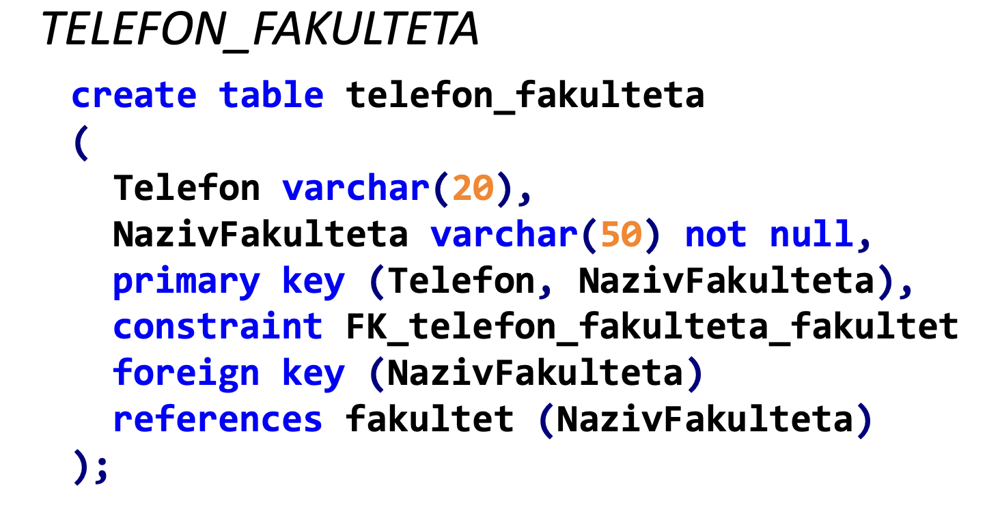 TELEFON_FAKULTETA
create table telefon_fakulteta
(
Telefon varchar(20),
NazivFakulteta varchar(50) not null,
primary key (Telefon, NazivFakulteta),
constraint FK_telefon_fakulteta_fakultet
foreign key (NazivFakulteta)
references fakultet (NazivFakulteta)
);